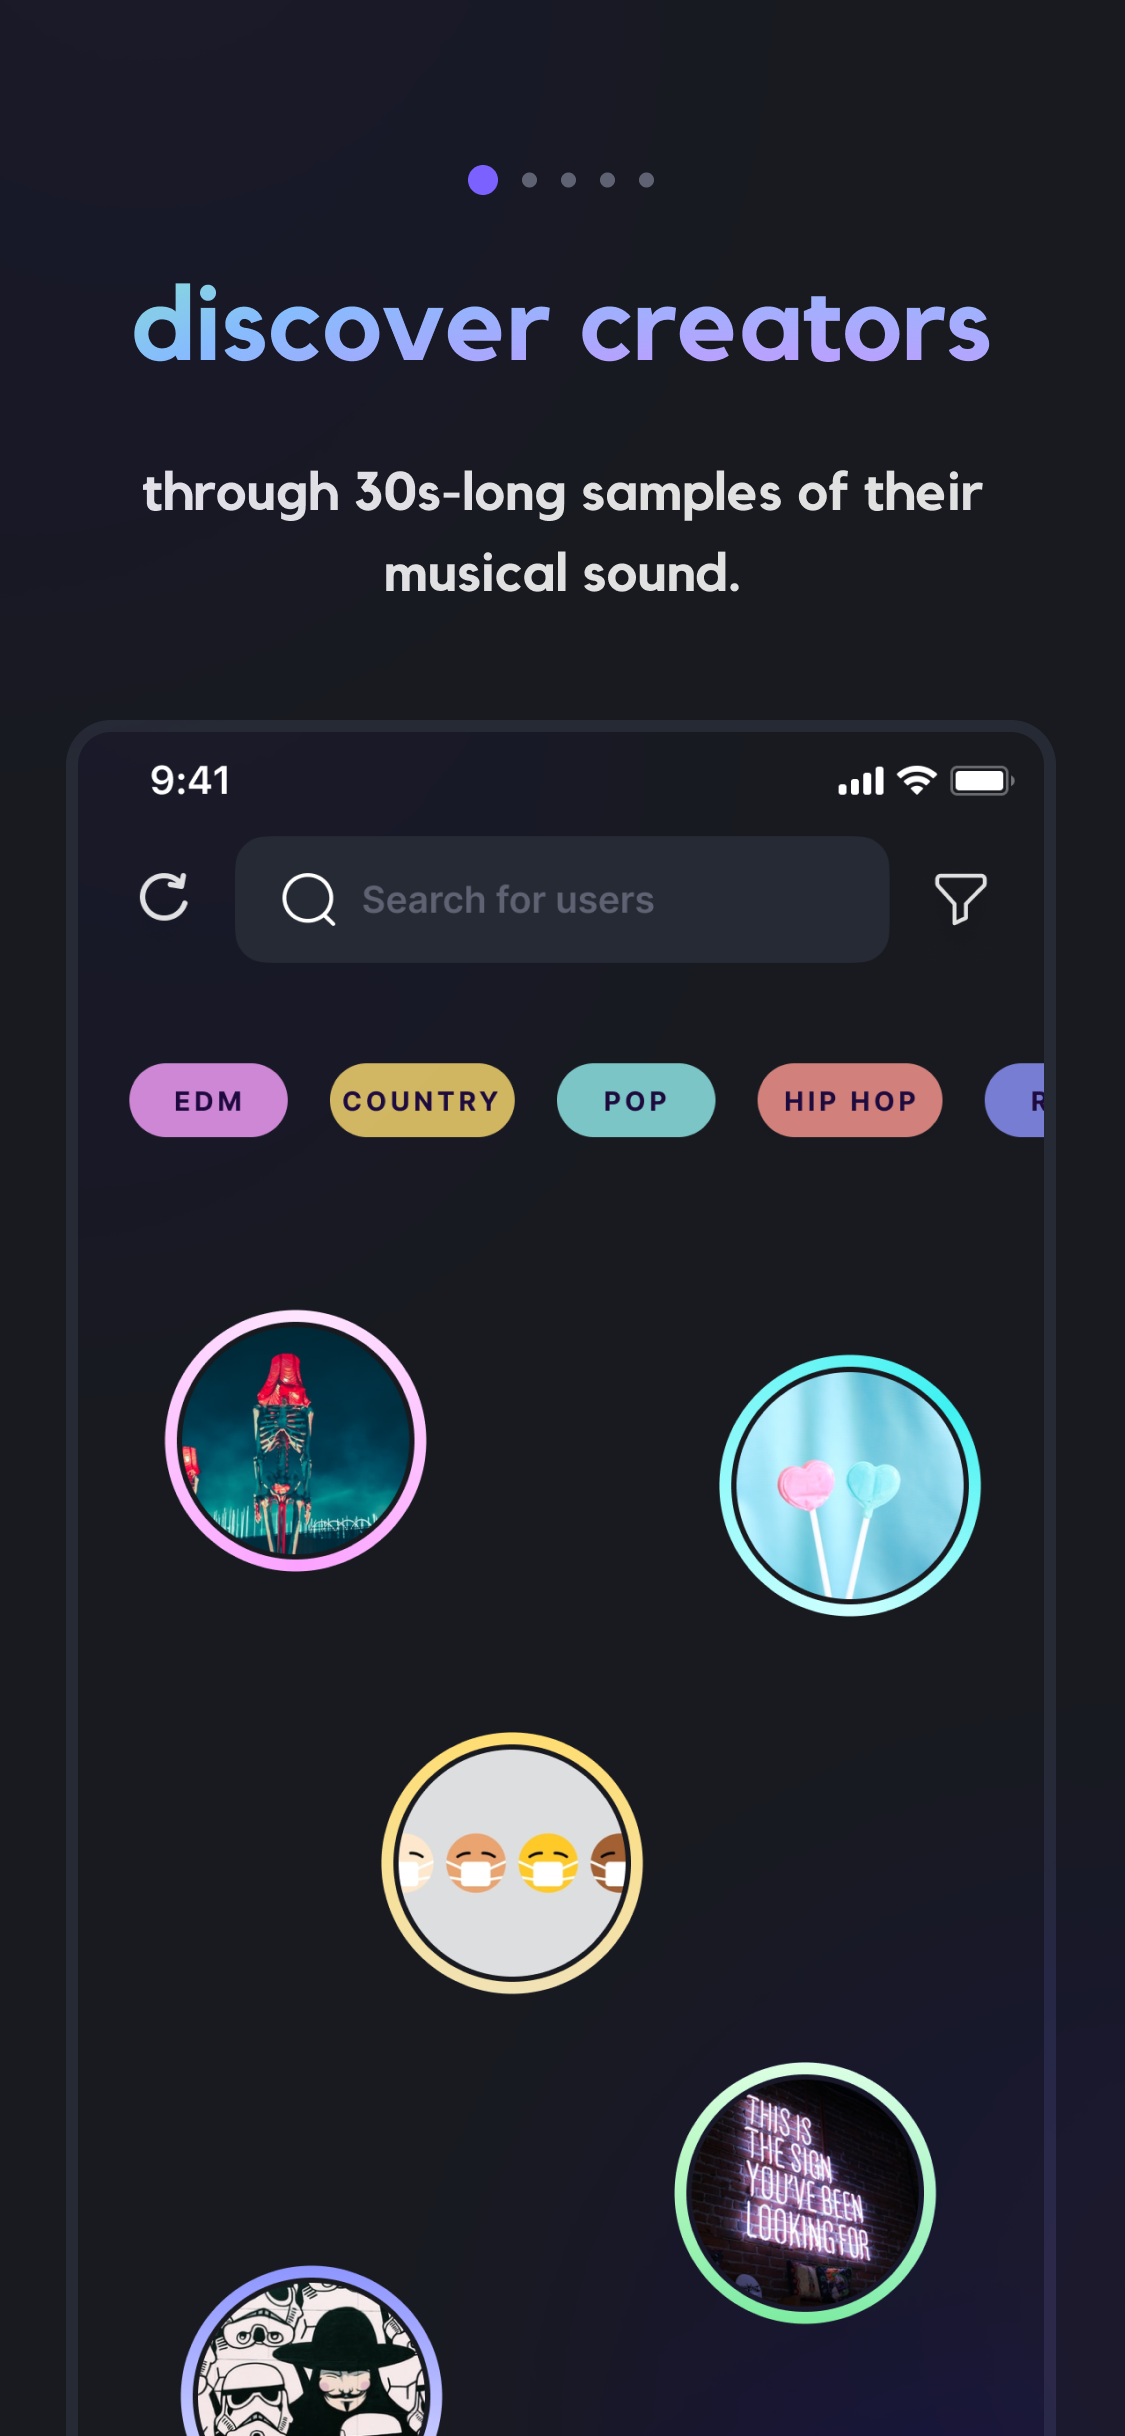 discover creators
through 30s-long samples of their
musical sound.
9:41
Search for users
EDM COUNTRY POP HIP HOP
THIS IS
THE SIGN
YOU'VE BEEN
LOOKING FOR